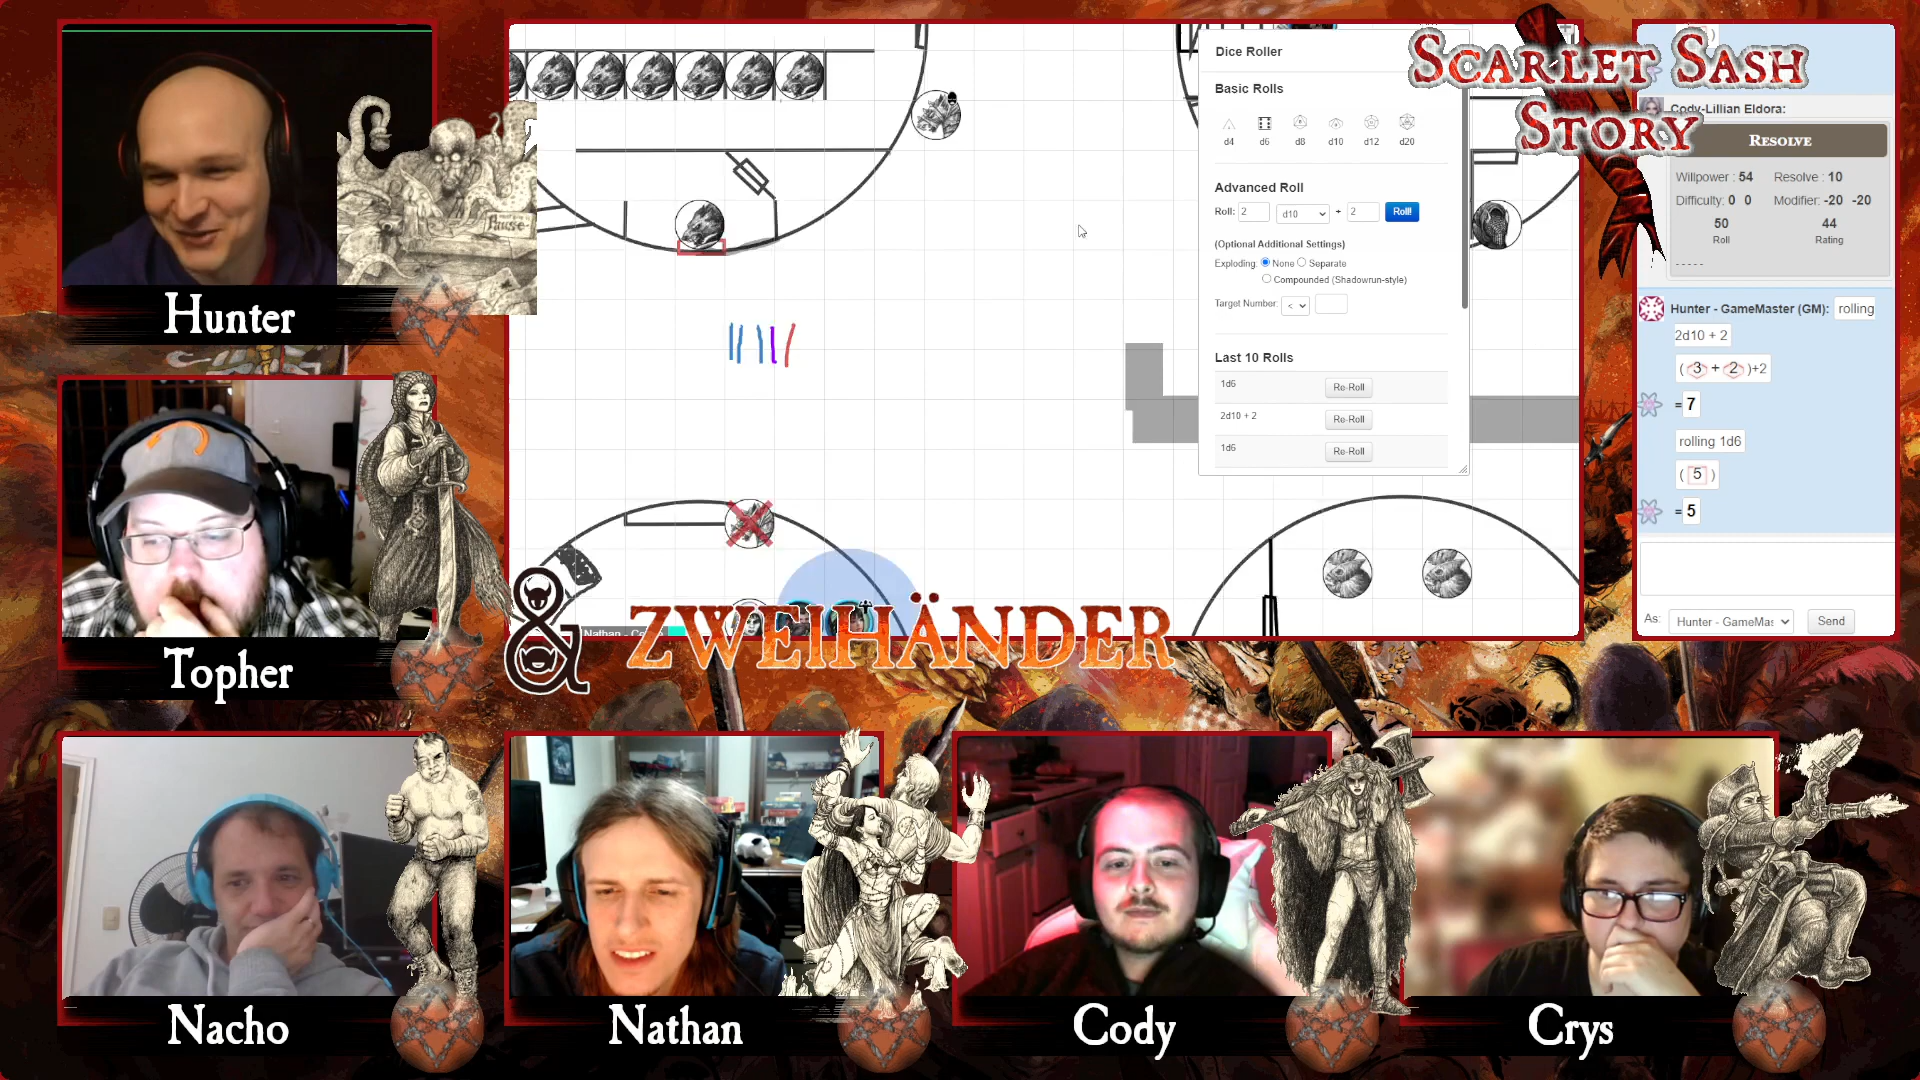 SCARLET SASH
STORY
Dice Roller
Basic Rolls
d4 d6 d8 d10 d12 d20
Advanced Roll
Roll: 2 d10 + 2 Roll!
(Optional Additional Settings)
Exploding: None Separate
Compounded (Shadowrun-style)
Target Number: <
Last 10 Rolls
1d6 Re-Roll
2d10 + 2 Re-Roll
1d6 Re-Roll
Cody-Lillian Eldora:
RESOLVE
Willpower : 54 Resolve : 10
Difficulty: 0 0 Modifier: -20 -20
50 44
Roll Rating
-----
Hunter - GameMaster (GM): rolling
2d10 + 2
( 3 + 2 )+2
= 7
rolling 1d6
( 5 )
= 5
As: Hunter - GameMas Send
Pause-
Hunter
Topher
Nathan - Co
& ZWEIHÄNDER
Nacho
Nathan
Cody
Crys